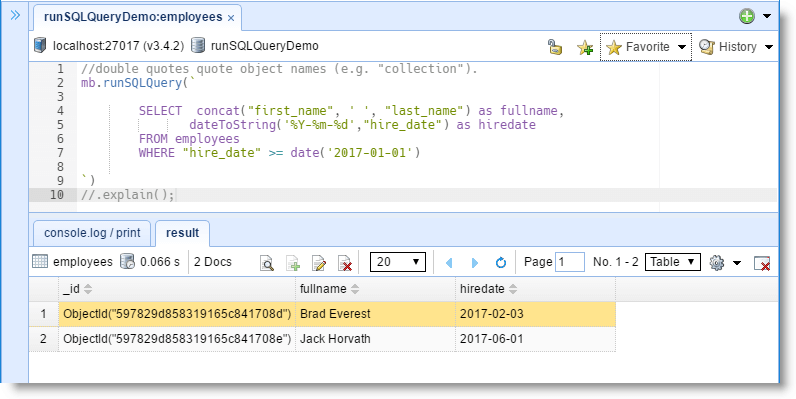 runSQLQueryDemo:employees ×
localhost:27017 (v3.4.2) runSQLQueryDemo Favorite History
1 //double quotes quote object names (e.g. "collection").
2 mb.runSQLQuery(`
3
4 SELECT concat("first_name", ' ', "last_name") as fullname,
5 dateToString('%Y-%m-%d',"hire_date") as hiredate
6 FROM employees
7 WHERE "hire_date" >= date('2017-01-01')
8
9 `)
10 //.explain();
console.log / print result
employees 0.066 s 2 Docs 20 Page 1 No. 1 - 2 Table
_id fullname hiredate
1 ObjectId("597829d858319165c841708d") Brad Everest 2017-02-03
2 ObjectId("597829d858319165c841708e") Jack Horvath 2017-06-01